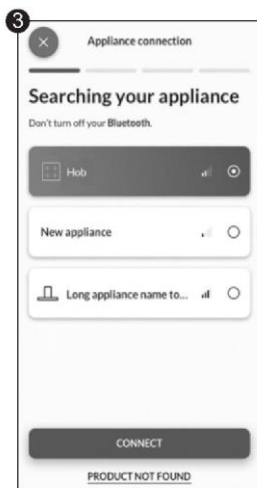 3
Appliance connection
Searching your appliance
Don't turn off your Bluetooth.
Hob
New appliance
Long appliance name to...
CONNECT
PRODUCT NOT FOUND